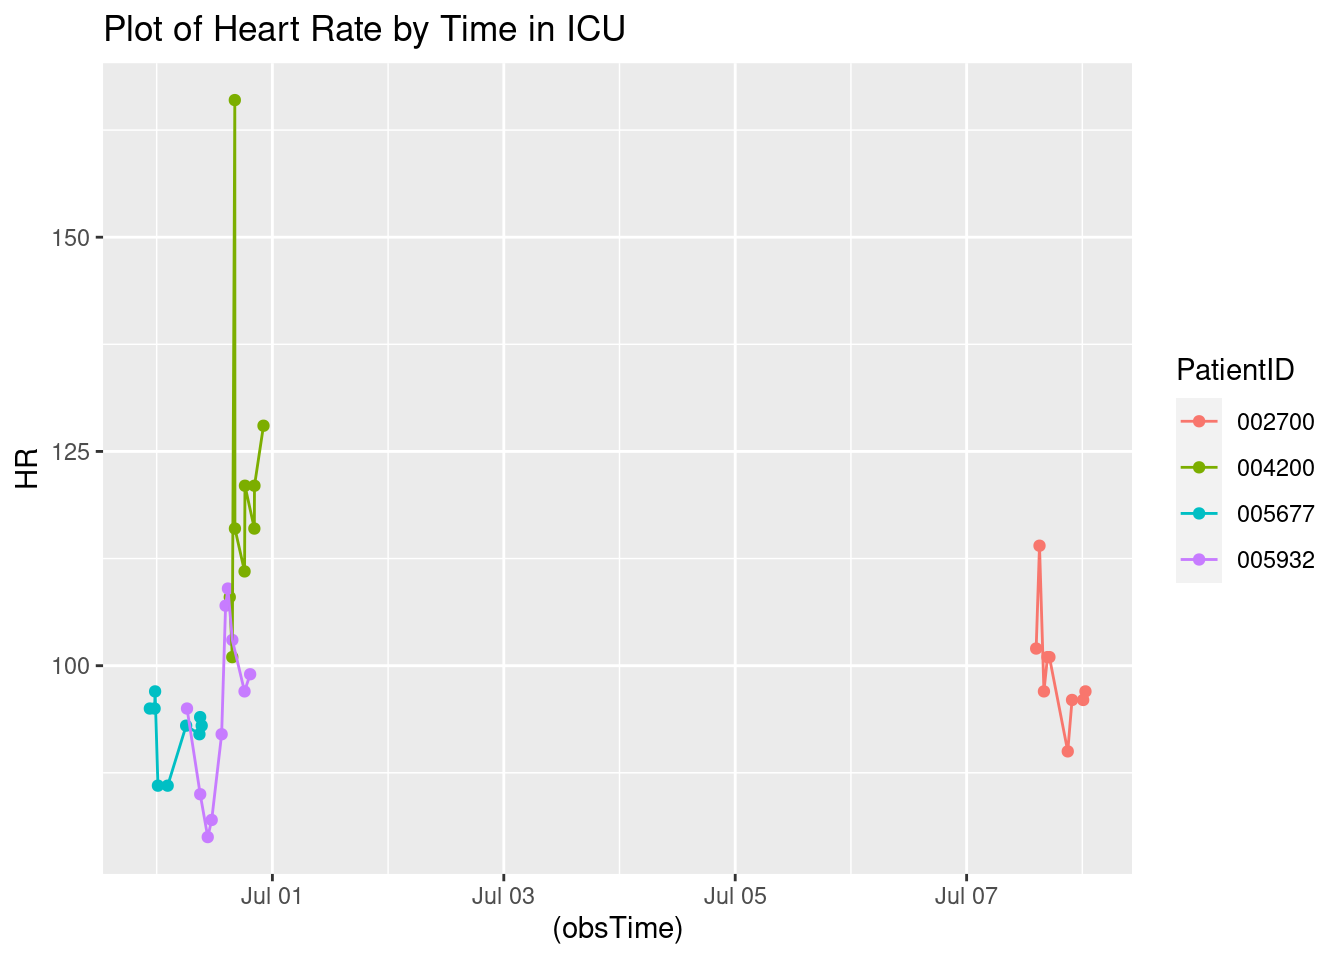 Plot of Heart Rate by Time in ICU
150
125
100
HR
Jul 01
Jul 03
Jul 05
Jul 07
(obsTime)
PatientID
002700
004200
005677
005932